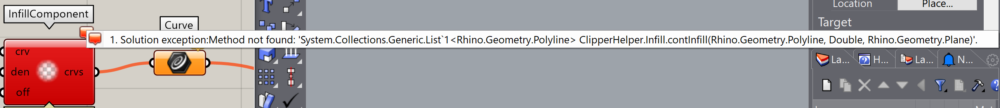 Location
Place...
InfillComponent
Target
Curve
1. Solution exception:Method not found: 'System.Collections.Generic.List`1<Rhino.Geometry.Polyline> ClipperHelper.Infill.contInfill(Rhino.Geometry.Polyline, Double, Rhino.Geometry.Plane)'.
crv
La...
H...
La...
N...
den
crvs
off